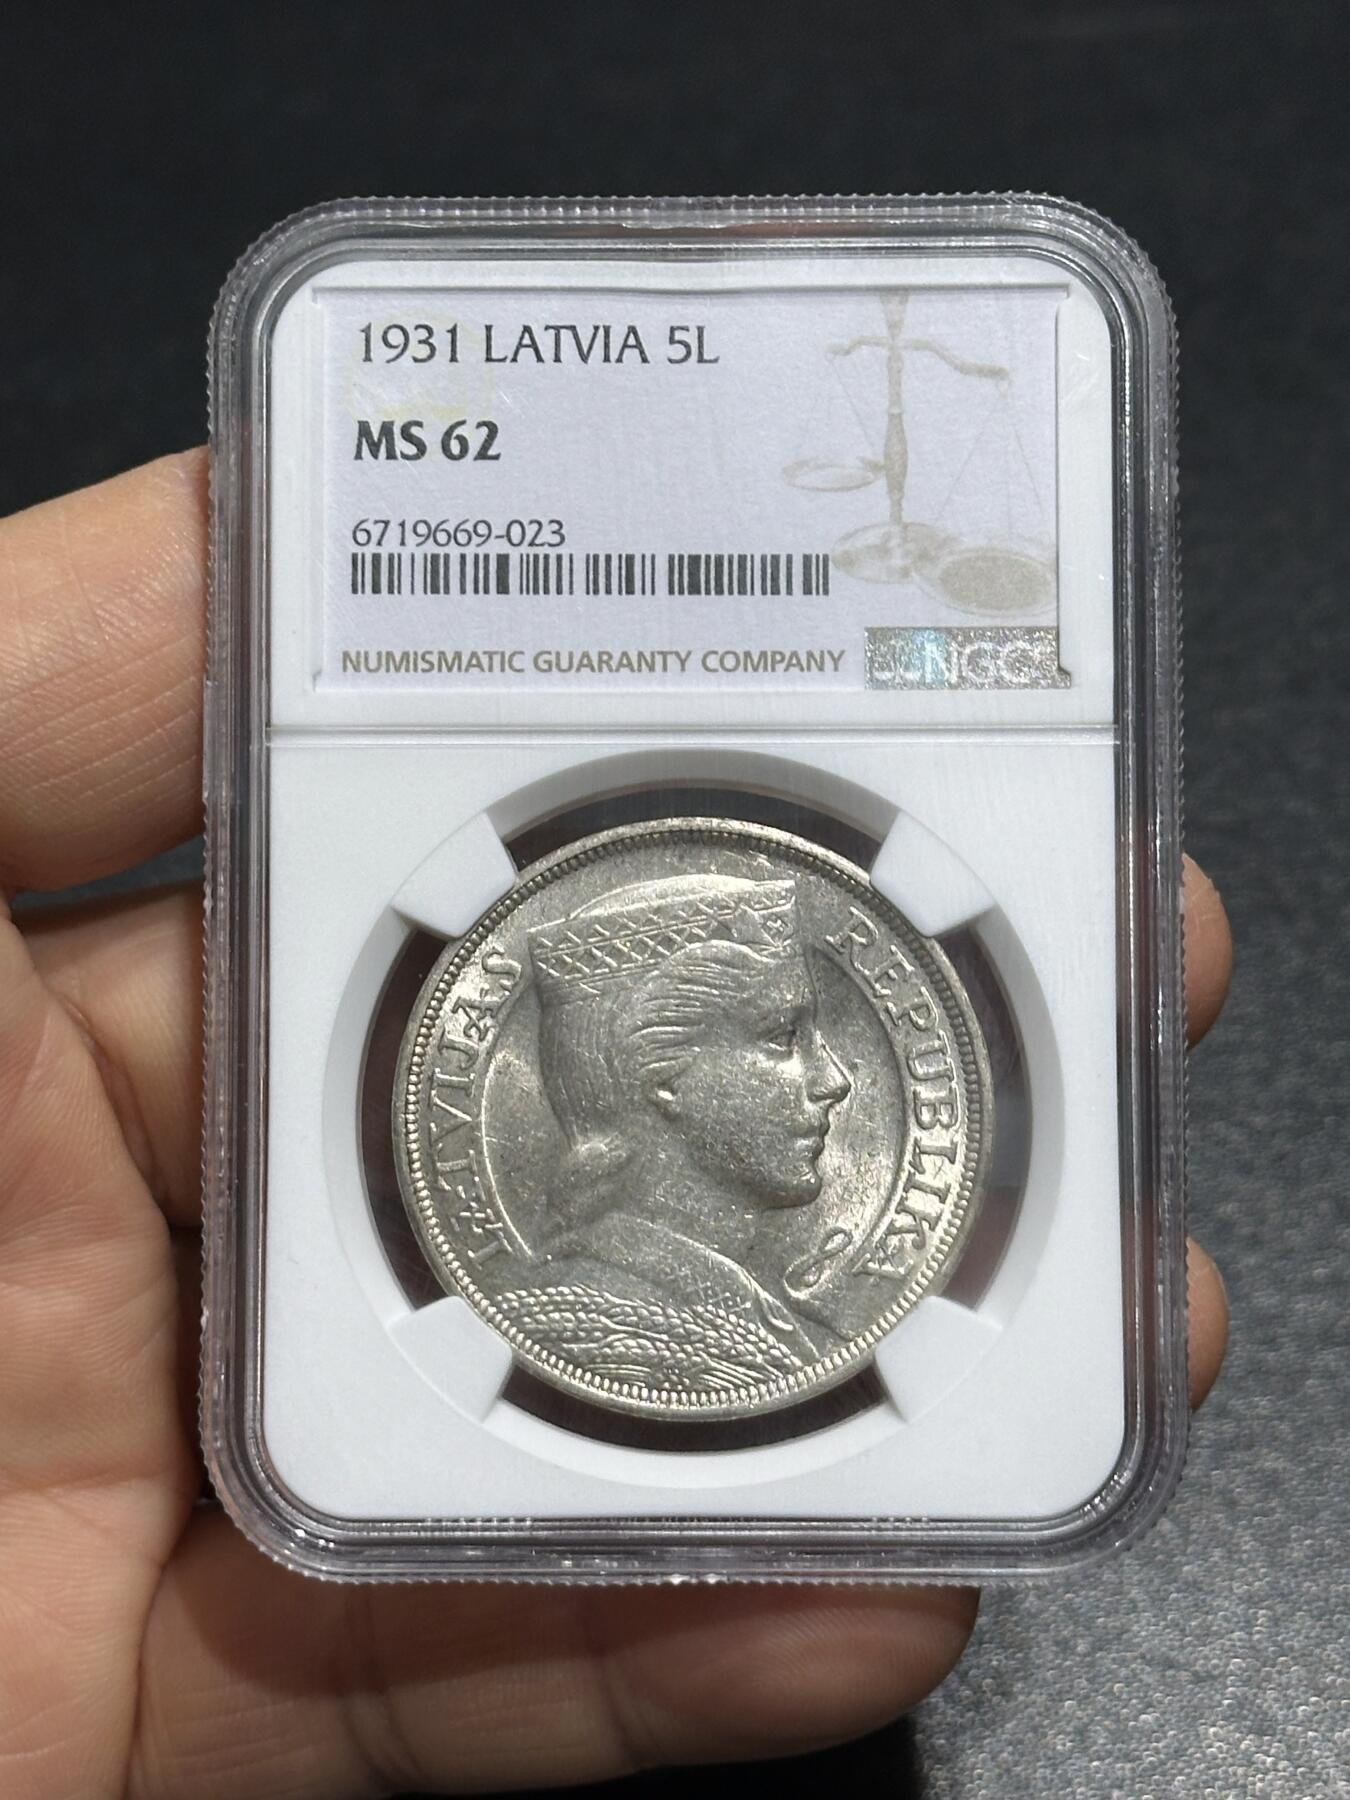 1931 LATVIA 5L
MS 62
6719669-023
NUMISMATIC GUARANTY COMPANY
NGC
LATVIJAS REPUBLIKA